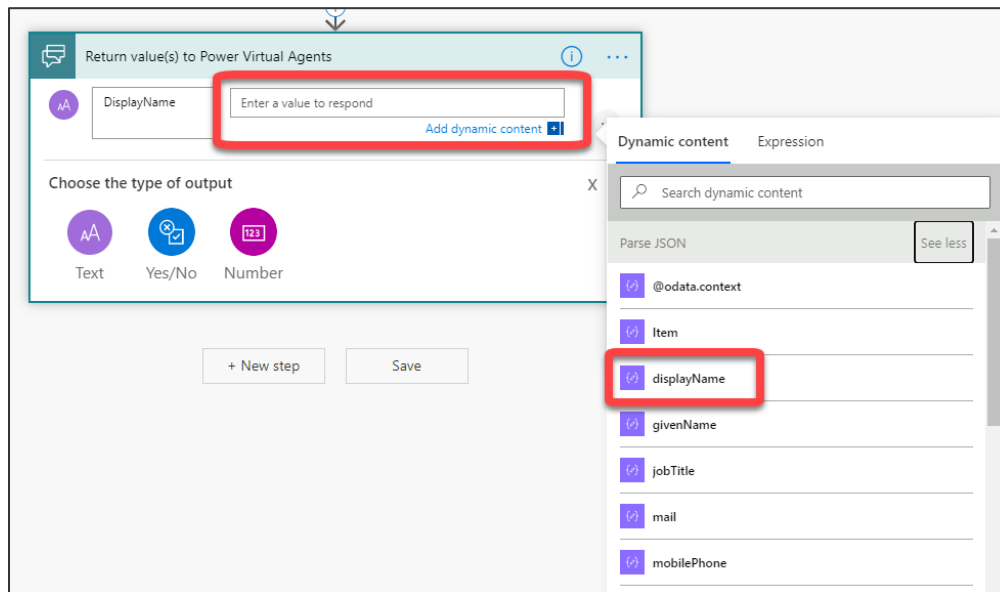 Return value(s) to Power Virtual Agents
DisplayName
Enter a value to respond
Add dynamic content
Choose the type of output
X
Text
Yes/No
Number
+ New step
Save
Dynamic content
Expression
Search dynamic content
Parse JSON
See less
@odata.context
Item
displayName
givenName
jobTitle
mail
mobilePhone